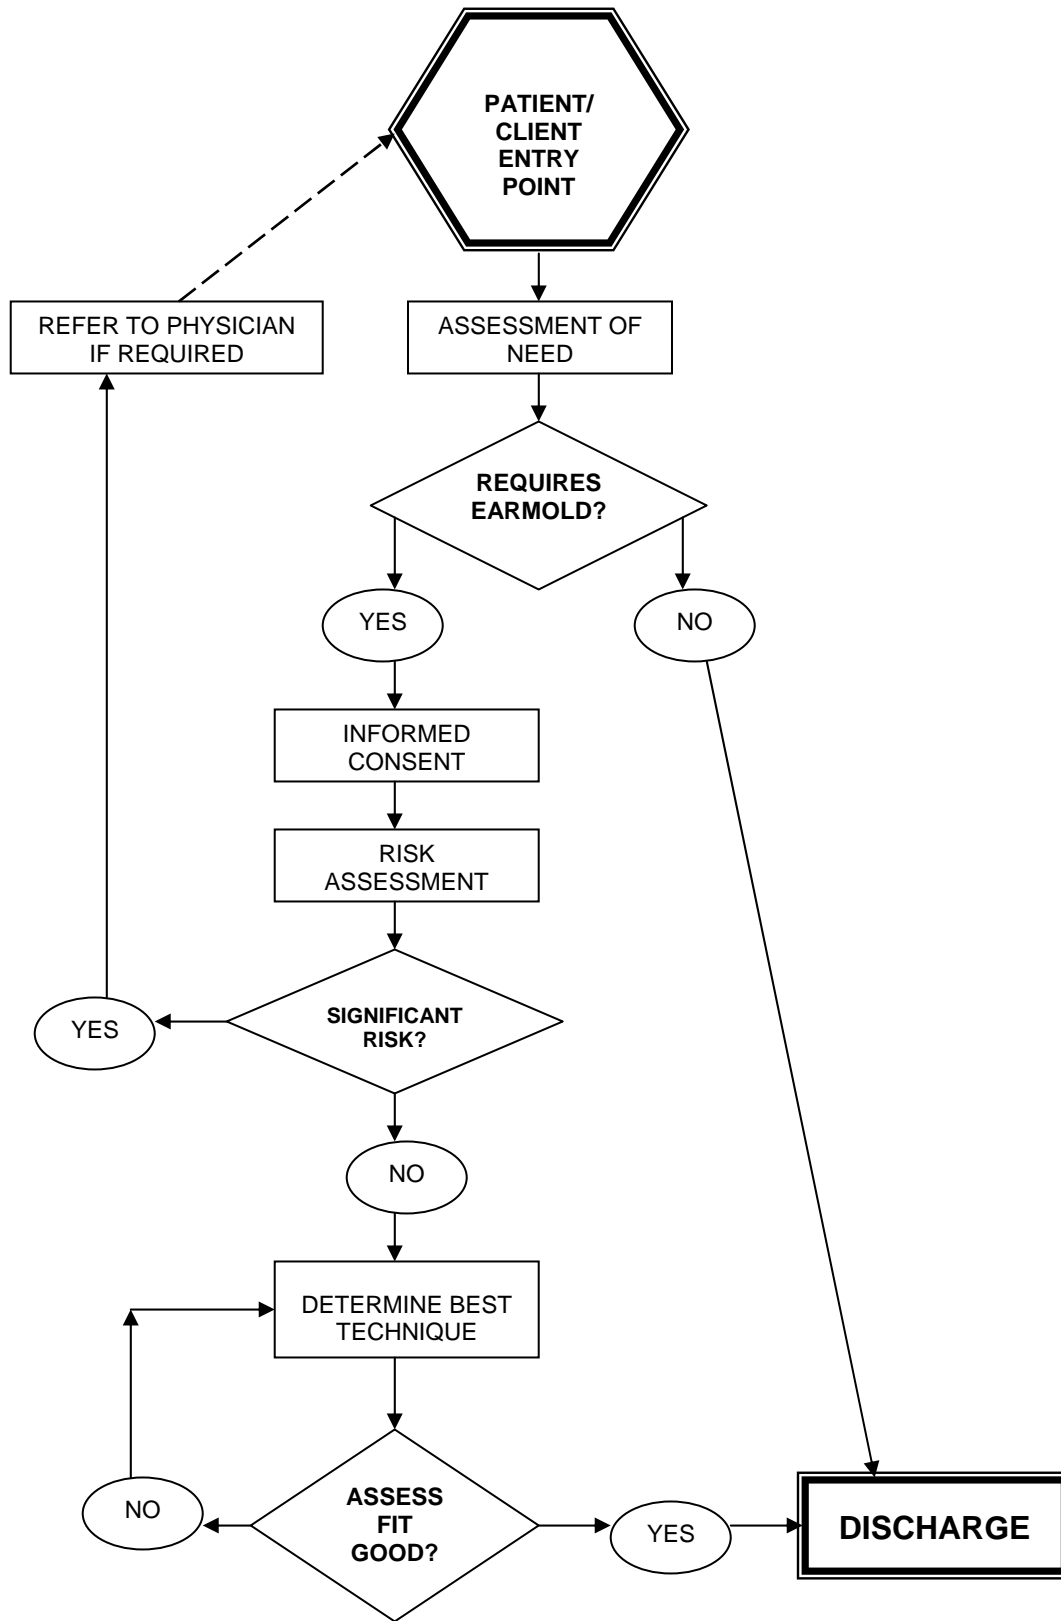 PATIENT/
CLIENT
ENTRY
POINT
REFER TO PHYSICIAN
IF REQUIRED
ASSESSMENT OF
NEED
REQUIRES
EARMOLD?
YES
NO
INFORMED
CONSENT
RISK
ASSESSMENT
YES
SIGNIFICANT
RISK?
NO
DETERMINE BEST
TECHNIQUE
NO
ASSESS
FIT
GOOD?
YES
DISCHARGE